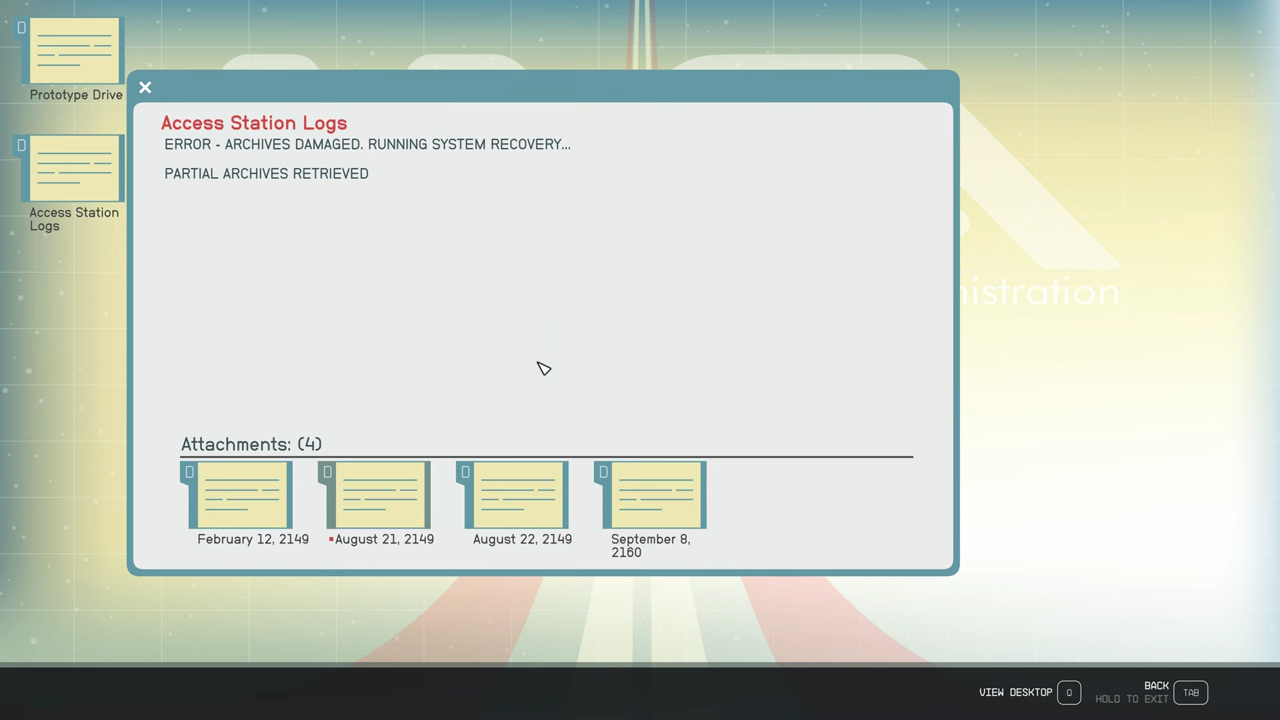 D
Prototype Drive
D
Access Station
Logs
Access Station Logs
ERROR - ARCHIVES DAMAGED. RUNNING SYSTEM RECOVERY...
PARTIAL ARCHIVES RETRIEVED
nistration
Attachments: (4)
D
D
D
D
February 12, 2149
August 21, 2149
August 22, 2149
September 8,
2160
VIEW DESKTOP Q
BACK
HOLD TO EXIT TAB